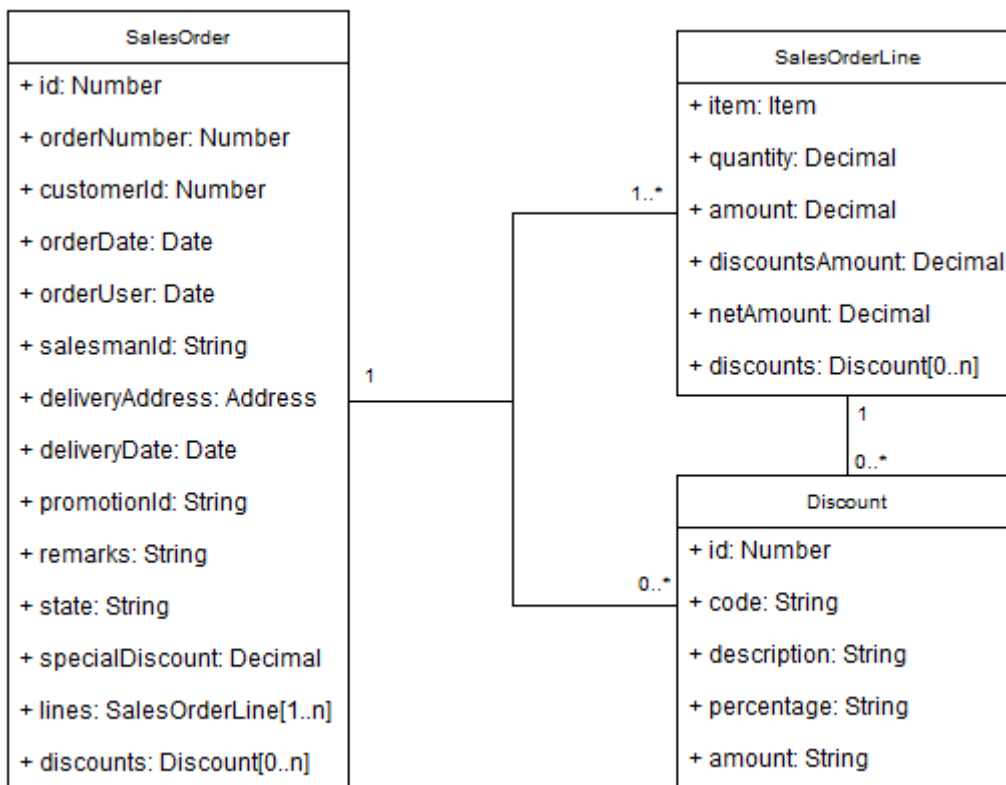 SalesOrder
+ id: Number
+ orderNumber: Number
+ customerId: Number
+ orderDate: Date
+ orderUser: Date
+ salesmanId: String
+ deliveryAddress: Address
+ deliveryDate: Date
+ promotionId: String
+ remarks: String
+ state: String
+ specialDiscount: Decimal
+ lines: SalesOrderLine[1..n]
+ discounts: Discount[0..n]
1
1..*
0..*
SalesOrderLine
+ item: Item
+ quantity: Decimal
+ amount: Decimal
+ discountsAmount: Decimal
+ netAmount: Decimal
+ discounts: Discount[0..n]
1
0..*
Discount
+ id: Number
+ code: String
+ description: String
+ percentage: String
+ amount: String